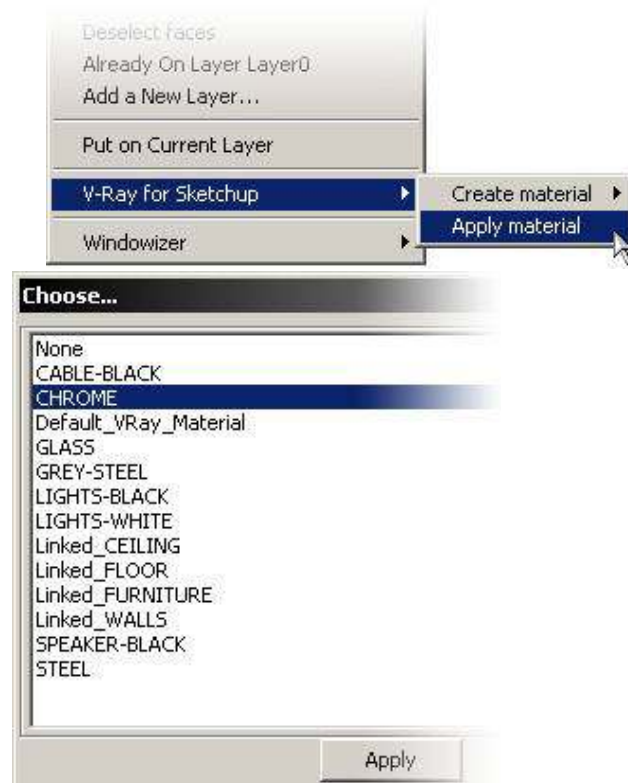 Deselect faces
Already On Layer Layer0
Add a New Layer...
Put on Current Layer
V-Ray for Sketchup
Create material
Apply material
Windowizer
Choose...
None
CABLE-BLACK
CHROME
Default_VRay_Material
GLASS
GREY-STEEL
LIGHTS-BLACK
LIGHTS-WHITE
Linked_CEILING
Linked_FLOOR
Linked_FURNITURE
Linked_WALLS
SPEAKER-BLACK
STEEL
Apply